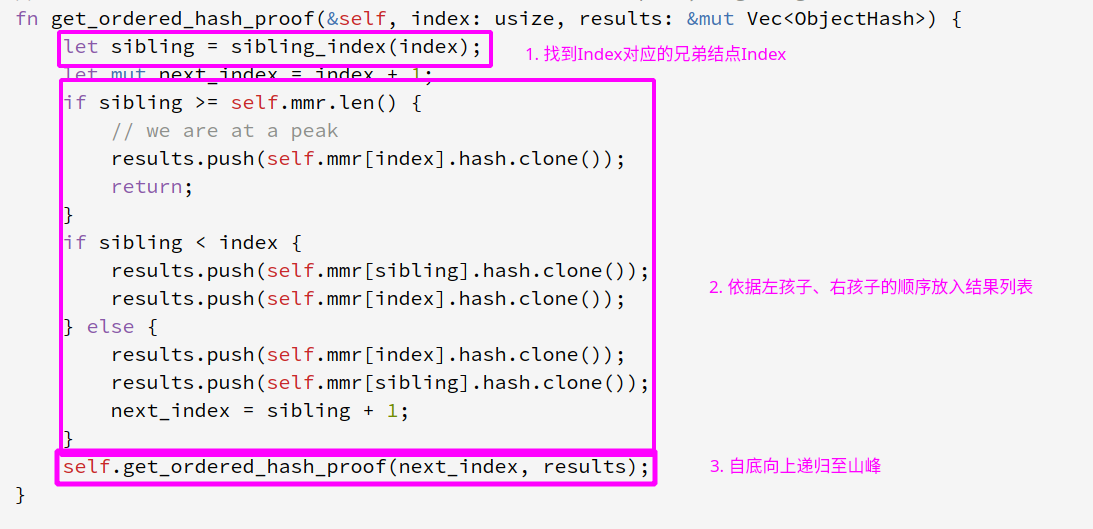 fn get_ordered_hash_proof(&self, index: usize, results: &mut Vec<ObjectHash>) {
let sibling = sibling_index(index);
1. 找到Index对应的兄弟结点Index
let mut next_index = index + 1;
if sibling >= self.mmr.len() {
// we are at a peak
results.push(self.mmr[index].hash.clone());
return;
}
if sibling < index {
results.push(self.mmr[sibling].hash.clone());
2. 依据左孩子、右孩子的顺序放入结果列表
results.push(self.mmr[index].hash.clone());
} else {
results.push(self.mmr[index].hash.clone());
results.push(self.mmr[sibling].hash.clone());
next_index = sibling + 1;
}
self.get_ordered_hash_proof(next_index, results);
3. 自底向上递归至山峰
}